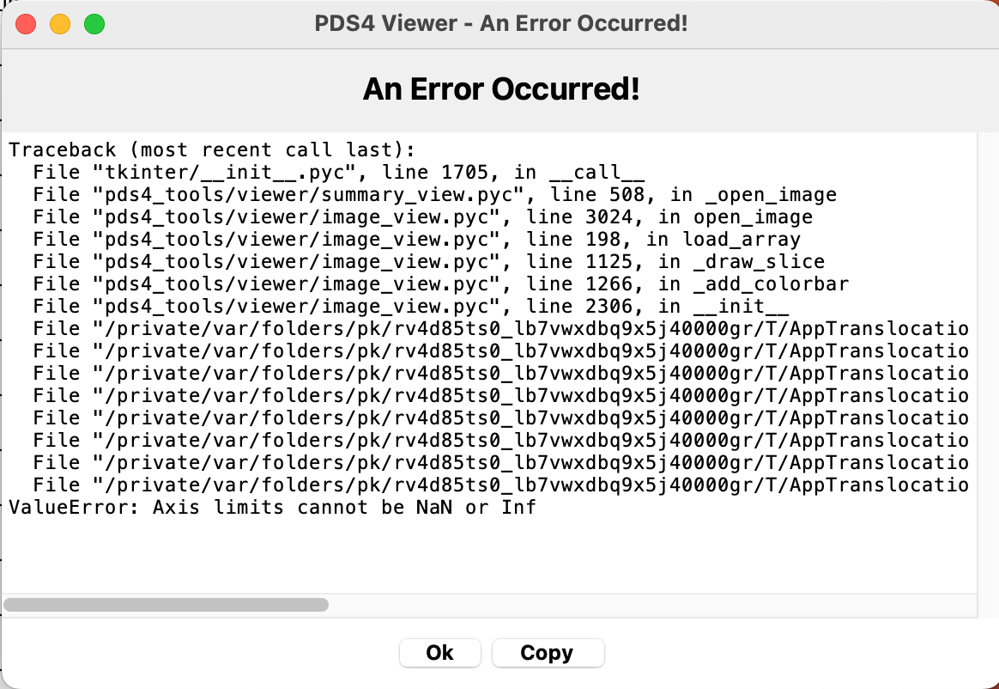 PDS4 Viewer - An Error Occurred!
An Error Occurred!
Traceback (most recent call last):
  File "tkinter/__init__.pyc", line 1705, in __call__
  File "pds4_tools/viewer/summary_view.pyc", line 508, in _open_image
  File "pds4_tools/viewer/image_view.pyc", line 3024, in open_image
  File "pds4_tools/viewer/image_view.pyc", line 198, in load_array
  File "pds4_tools/viewer/image_view.pyc", line 1125, in _draw_slice
  File "pds4_tools/viewer/image_view.pyc", line 1266, in _add_colorbar
  File "pds4_tools/viewer/image_view.pyc", line 2306, in __init__
  File "/private/var/folders/pk/rv4d85ts0_lb7vwxdbq9x5j40000gr/T/AppTranslocatio
  File "/private/var/folders/pk/rv4d85ts0_lb7vwxdbq9x5j40000gr/T/AppTranslocatio
  File "/private/var/folders/pk/rv4d85ts0_lb7vwxdbq9x5j40000gr/T/AppTranslocatio
  File "/private/var/folders/pk/rv4d85ts0_lb7vwxdbq9x5j40000gr/T/AppTranslocatio
  File "/private/var/folders/pk/rv4d85ts0_lb7vwxdbq9x5j40000gr/T/AppTranslocatio
  File "/private/var/folders/pk/rv4d85ts0_lb7vwxdbq9x5j40000gr/T/AppTranslocatio
  File "/private/var/folders/pk/rv4d85ts0_lb7vwxdbq9x5j40000gr/T/AppTranslocatio
  File "/private/var/folders/pk/rv4d85ts0_lb7vwxdbq9x5j40000gr/T/AppTranslocatio
ValueError: Axis limits cannot be NaN or Inf
Ok Copy